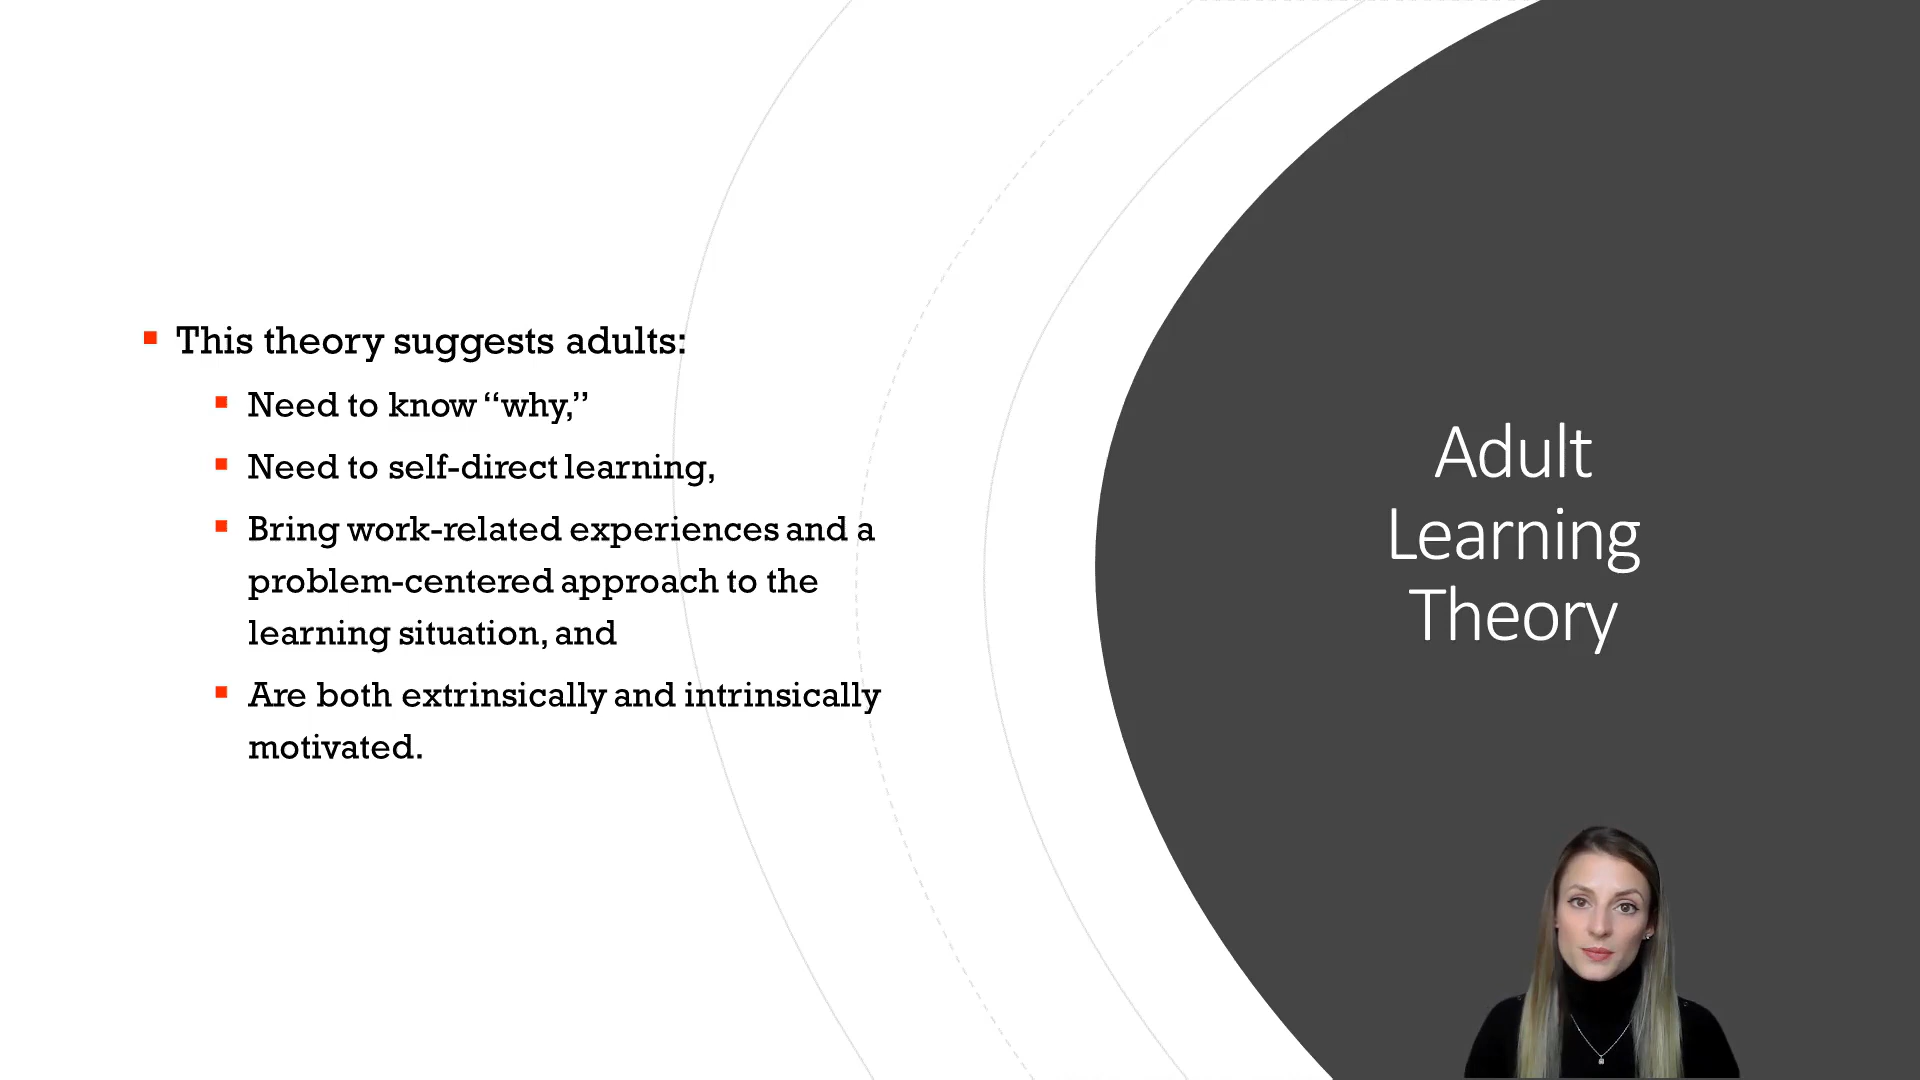 This theory suggests adults:
Need to know “why,”
Need to self-direct learning,
Bring work-related experiences and a
problem-centered approach to the
learning situation, and
Are both extrinsically and intrinsically
motivated.
Adult
Learning
Theory